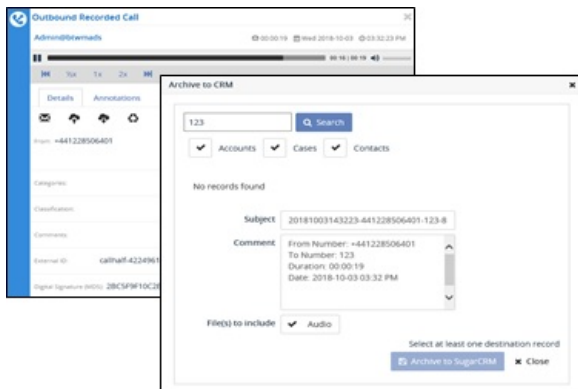 Outbound Recorded Call
Admin@btwmads
00:00:19 Wed 2018-10-03 03:32:23 PM
00:16 | 00:19
½x 1x 2x
Details Annotations
From: +441228506401
Categories:
Classification:
Comments:
External ID: callhalf-4224961
Digital Signature (MD5): 2BC5F9F10C2
Archive to CRM
123 Search
Accounts Cases Contacts
No records found
Subject 20181003143223-441228506401-123-8
Comment From Number: +441228506401
To Number: 123
Duration: 00:00:19
Date: 2018-10-03 03:32 PM
File(s) to include Audio
Select at least one destination record
Archive to SugarCRM Close